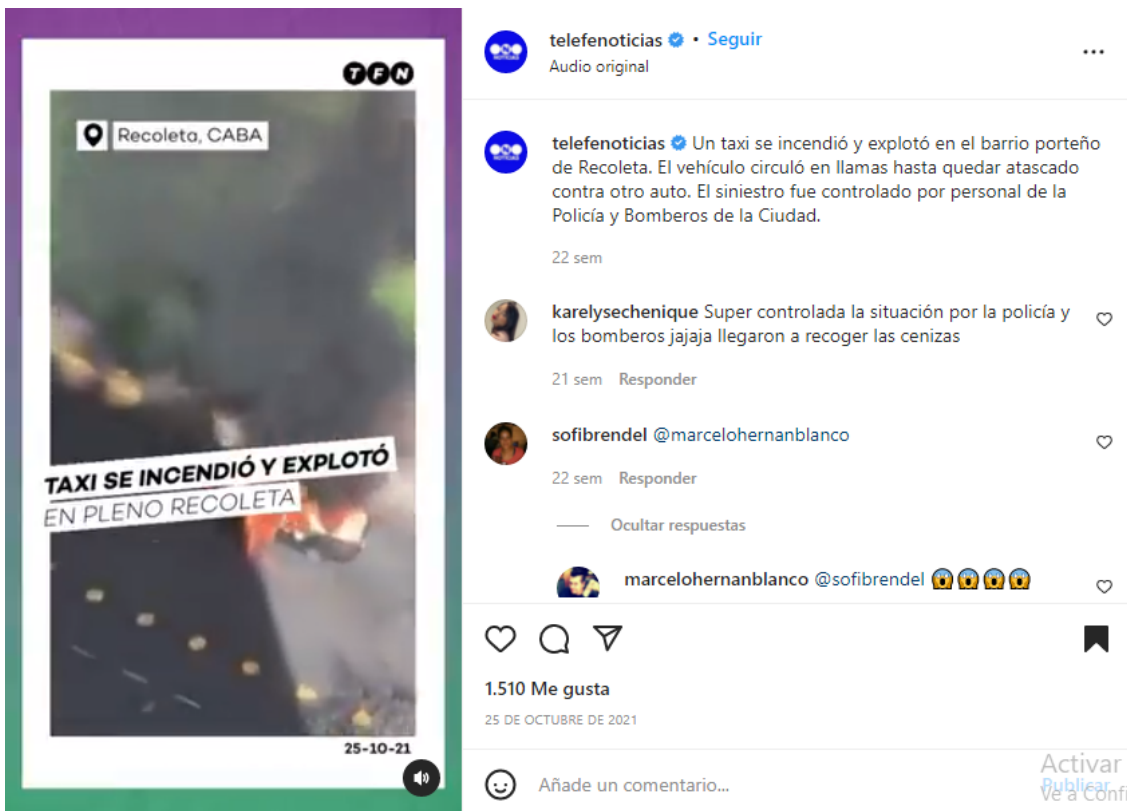 TFN
Recoleta, CABA
TAXI SE INCENDIÓ Y EXPLOTÓ
EN PLENO RECOLETA
25-10-21
NOTICIAS
telefenoticias • Seguir
Audio original
NOTICIAS
telefenoticias Un taxi se incendió y explotó en el barrio porteño
de Recoleta. El vehículo circuló en llamas hasta quedar atascado
contra otro auto. El siniestro fue controlado por personal de la
Policía y Bomberos de la Ciudad.
22 sem
karelysechenique Super controlada la situación por la policía y
los bomberos jajaja llegaron a recoger las cenizas
21 sem Responder
sofibrendel @marcelohernanblanco
22 sem Responder
Ocultar respuestas
marcelohernanblanco @sofibrendel 😱😱😱😱
1.510 Me gusta
25 DE OCTUBRE DE 2021
Añade un comentario...
Publicar
Activar
Ve a Confi